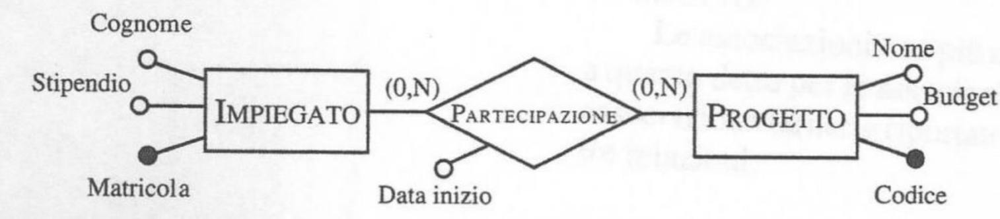 Cognome
Stipendio
Matricola
IMPIEGATO
(0,N)
PARTECIPAZIONE
Data inizio
(0,N)
PROGETTO
Nome
Budget
Codice